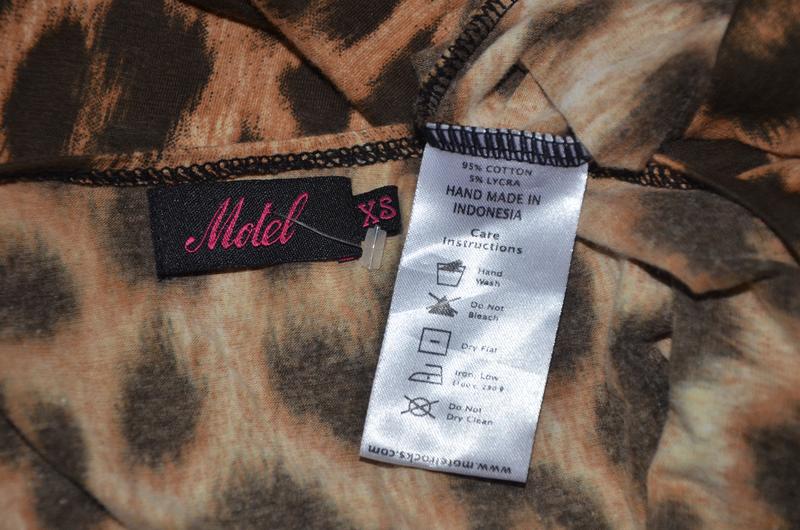 Motel
XS
95% COTTON
5% LYCRA
HAND MADE IN
INDONESIA
Care
Instructions
Hand
Wash
Do Not
Bleach
Dry Flat
Iron, Low
Do Not
Dry Clean
www.motelrocks.com